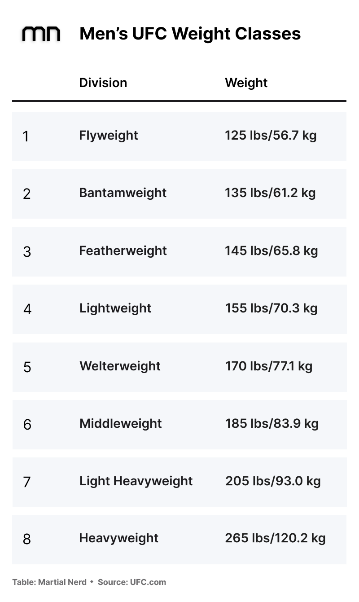 mn Men's UFC Weight Classes
Division Weight
1 Flyweight 125 lbs/56.7 kg
2 Bantamweight 135 lbs/61.2 kg
3 Featherweight 145 lbs/65.8 kg
4 Lightweight 155 lbs/70.3 kg
5 Welterweight 170 lbs/77.1 kg
6 Middleweight 185 lbs/83.9 kg
7 Light Heavyweight 205 lbs/93.0 kg
8 Heavyweight 265 lbs/120.2 kg
Table: Martial Nerd • Source: UFC.com